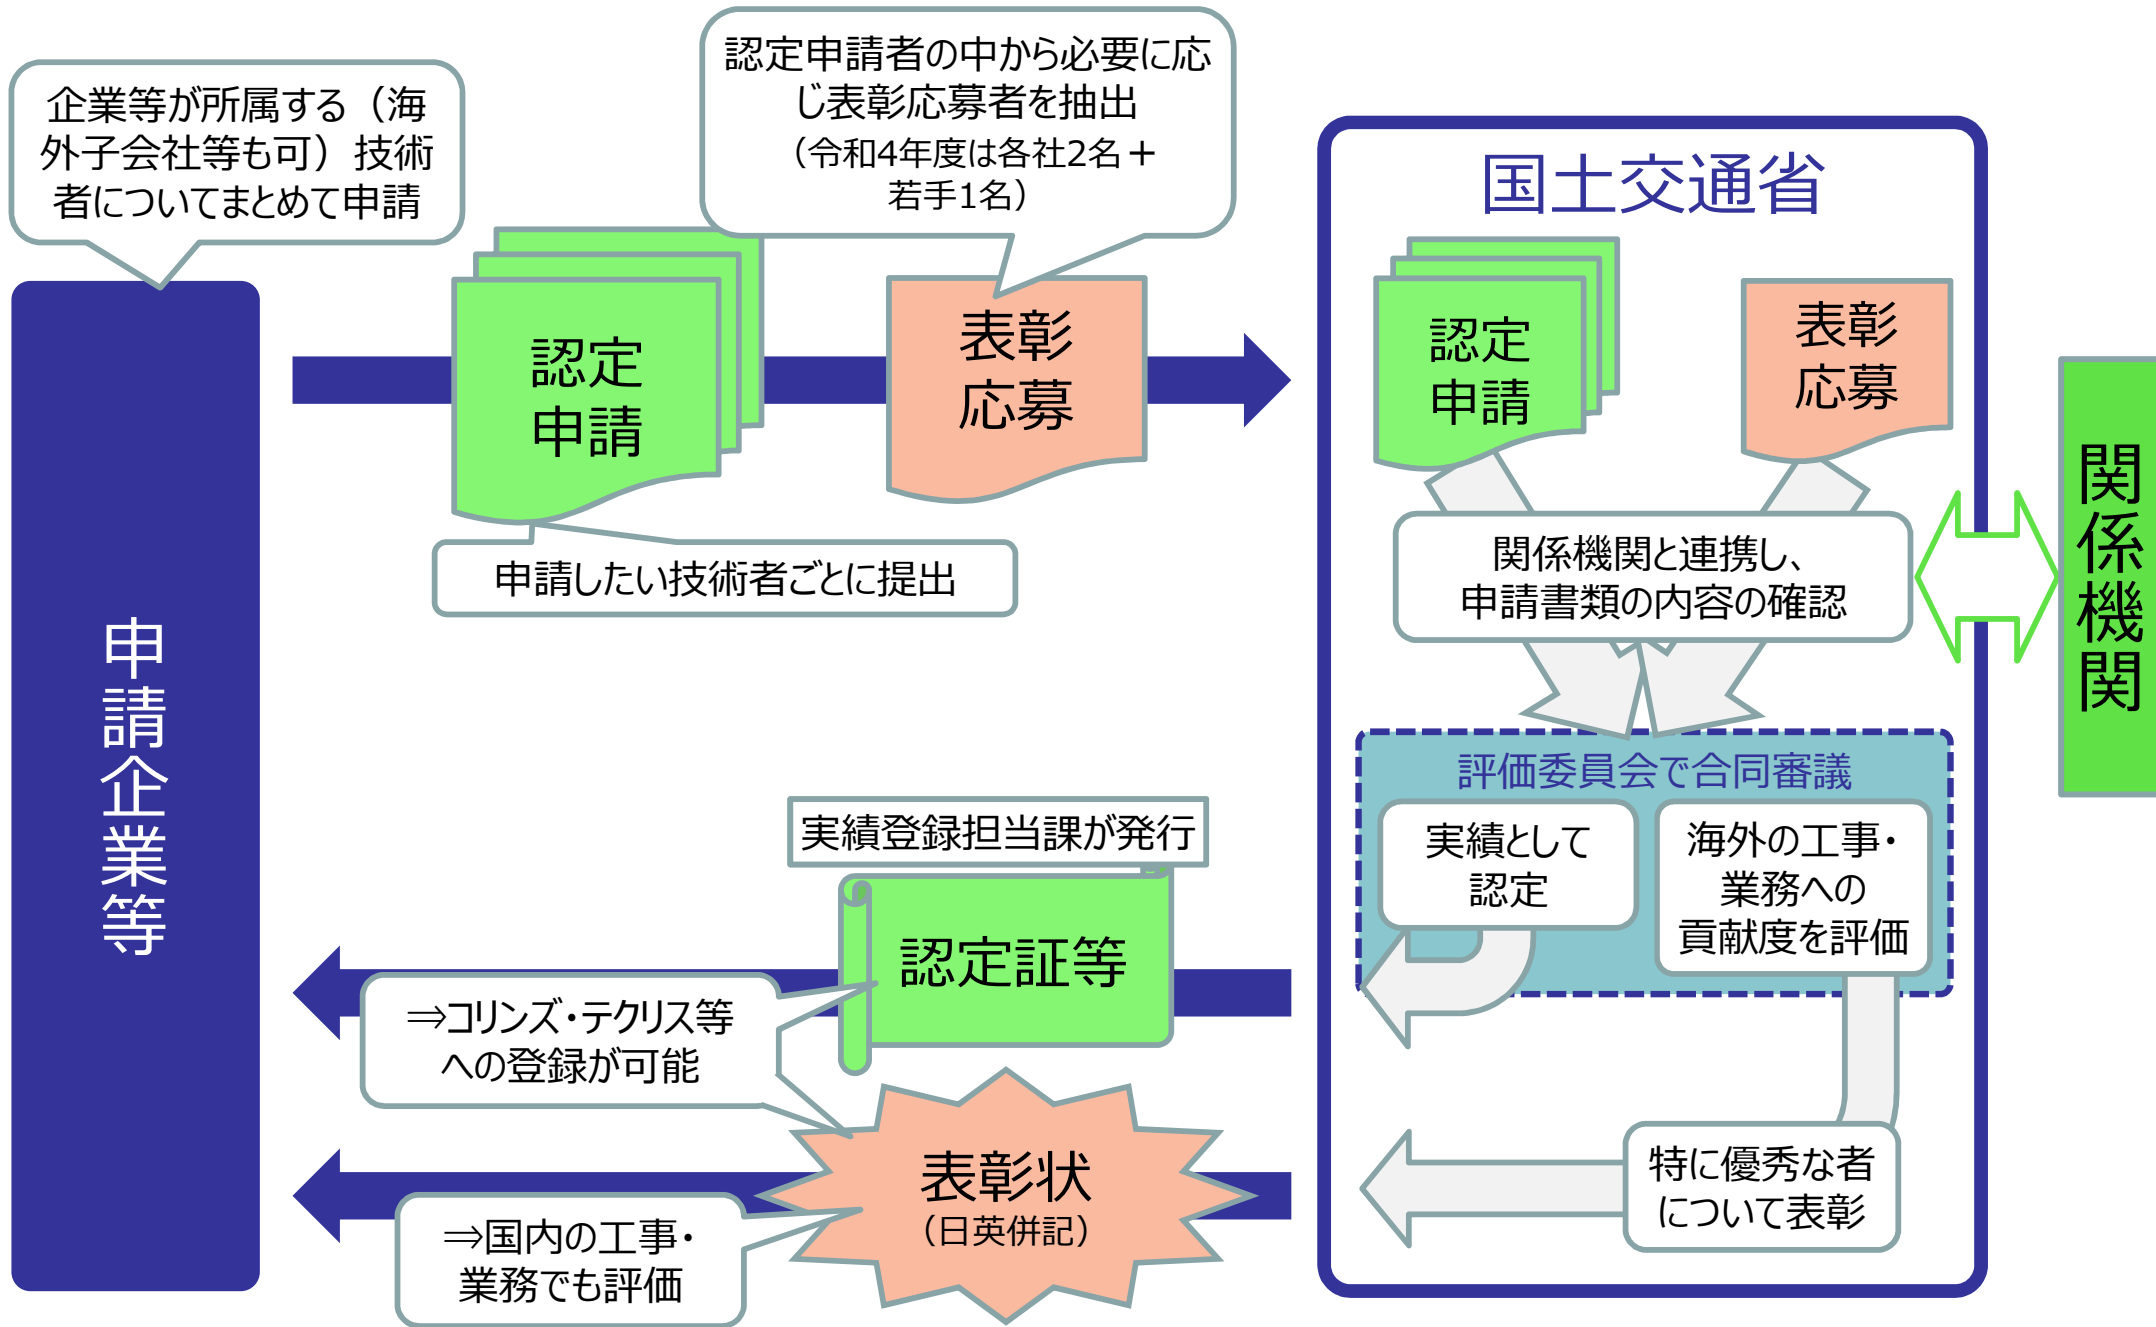 企業等が所属する（海
外子会社等も可）技術
者についてまとめて申請
認定申請者の中から必要に応
じ表彰応募者を抽出
（令和4年度は各社2名＋
若手1名）
申請企業等
認定
申請
表彰
応募
申請したい技術者ごとに提出
国土交通省
認定
申請
表彰
応募
関係機関と連携し、
申請書類の内容の確認
関係機関
評価委員会で合同審議
実績として
認定
海外の工事・
業務への
貢献度を評価
特に優秀な者
について表彰
実績登録担当課が発行
認定証等
⇒コリンズ・テクリス等
への登録が可能
表彰状
（日英併記）
⇒国内の工事・
業務でも評価